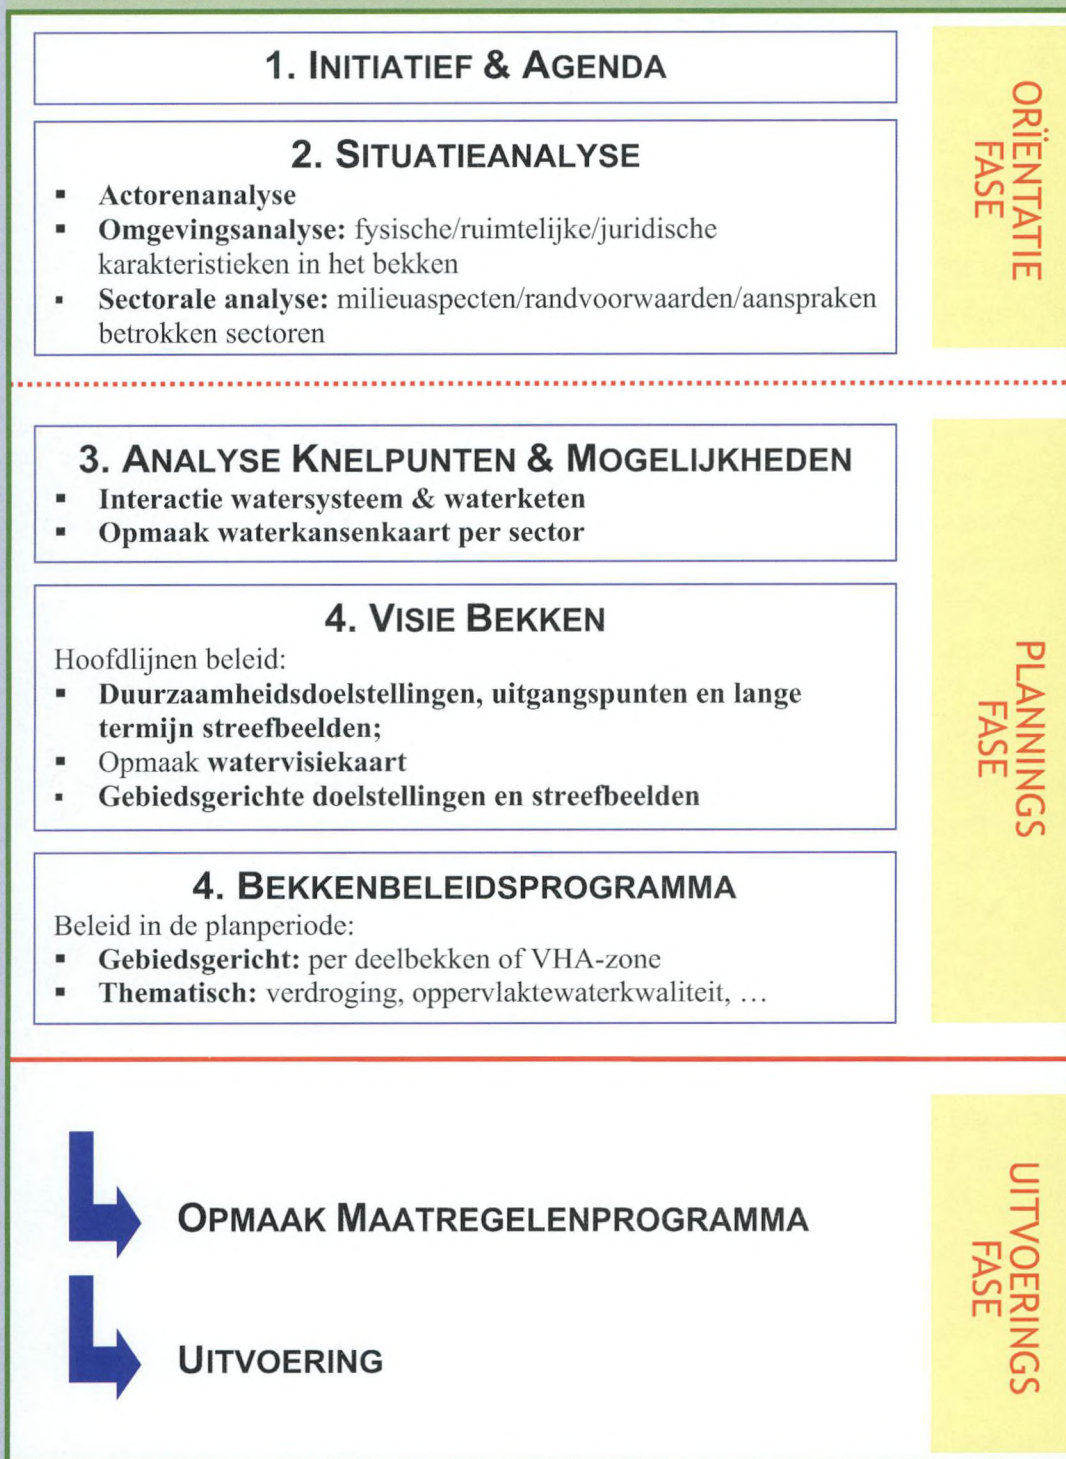 1. INITIATIEF & AGENDA
2. SITUATIEANALYSE
▪ Actorenanalyse
▪ Omgevingsanalyse: fysische/ruimtelijke/juridische
karakteristieken in het bekken
▪ Sectorale analyse: milieuaspecten/randvoorwaarden/aanspraken
betrokken sectoren
ORÏENTATIE
FASE
3. ANALYSE KNELPUNTEN & MOGELIJKHEDEN
▪ Interactie watersysteem & waterketen
▪ Opmaak waterkansenkaart per sector
4. VISIE BEKKEN
Hoofdlijnen beleid:
▪ Duurzaamheidsdoelstellingen, uitgangspunten en lange
termijn streefbeelden;
▪ Opmaak watervisiekaart
▪ Gebiedsgerichte doelstellingen en streefbeelden
4. BEKKENBELEIDSPROGRAMMA
Beleid in de planperiode:
▪ Gebiedsgericht: per deelbekken of VHA-zone
▪ Thematisch: verdroging, oppervlaktewaterkwaliteit, …
PLANNINGS
FASE
OPMAAK MAATREGELENPROGRAMMA
UITVOERING
UITVOERINGS
FASE